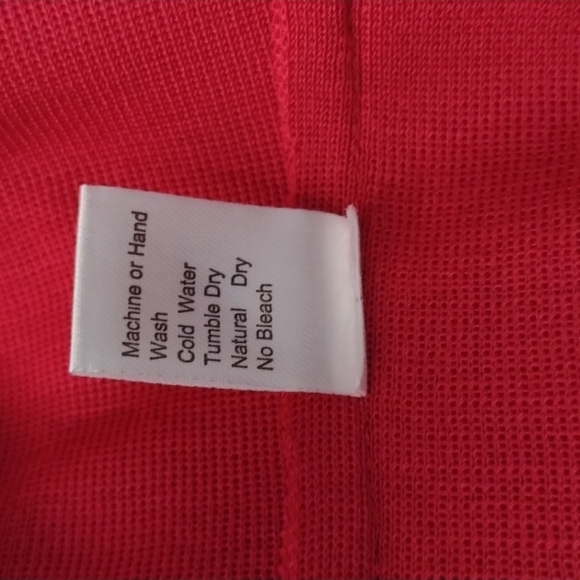 Machine or Hand
Wash
Cold Water
Tumble Dry
Natural Dry
No Bleach